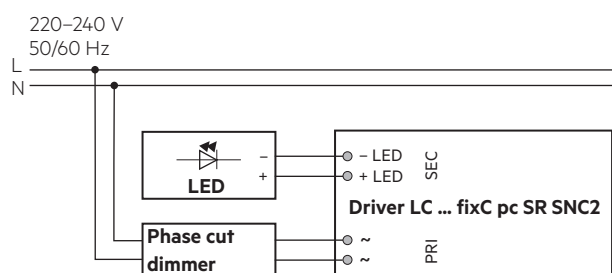 220–240 V
50/60 Hz
L
N
LED
–
+
– LED
+ LED
SEC
Driver LC ... fixC pc SR SNC2
Phase cut
dimmer
~
~
PRI